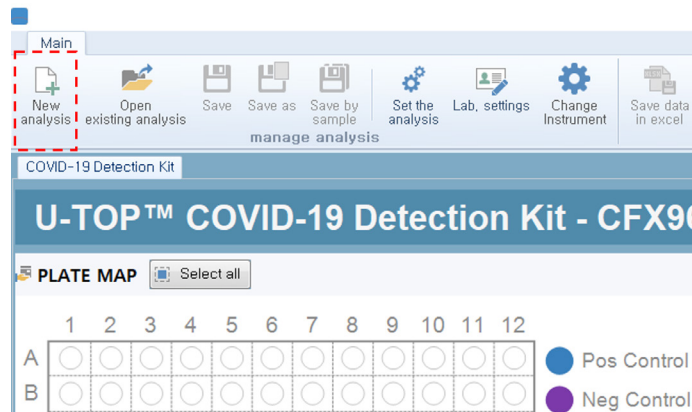 Main
New analysis
Open existing analysis
Save
Save as
Save by sample
Set the analysis
Lab, settings
Change Instrument
Save data in excel
manage analysis
COVID-19 Detection Kit
U-TOP™ COVID-19 Detection Kit - CFX9
PLATE MAP
Select all
1 2 3 4 5 6 7 8 9 10 11 12
A
Pos Control
B
Neg Control